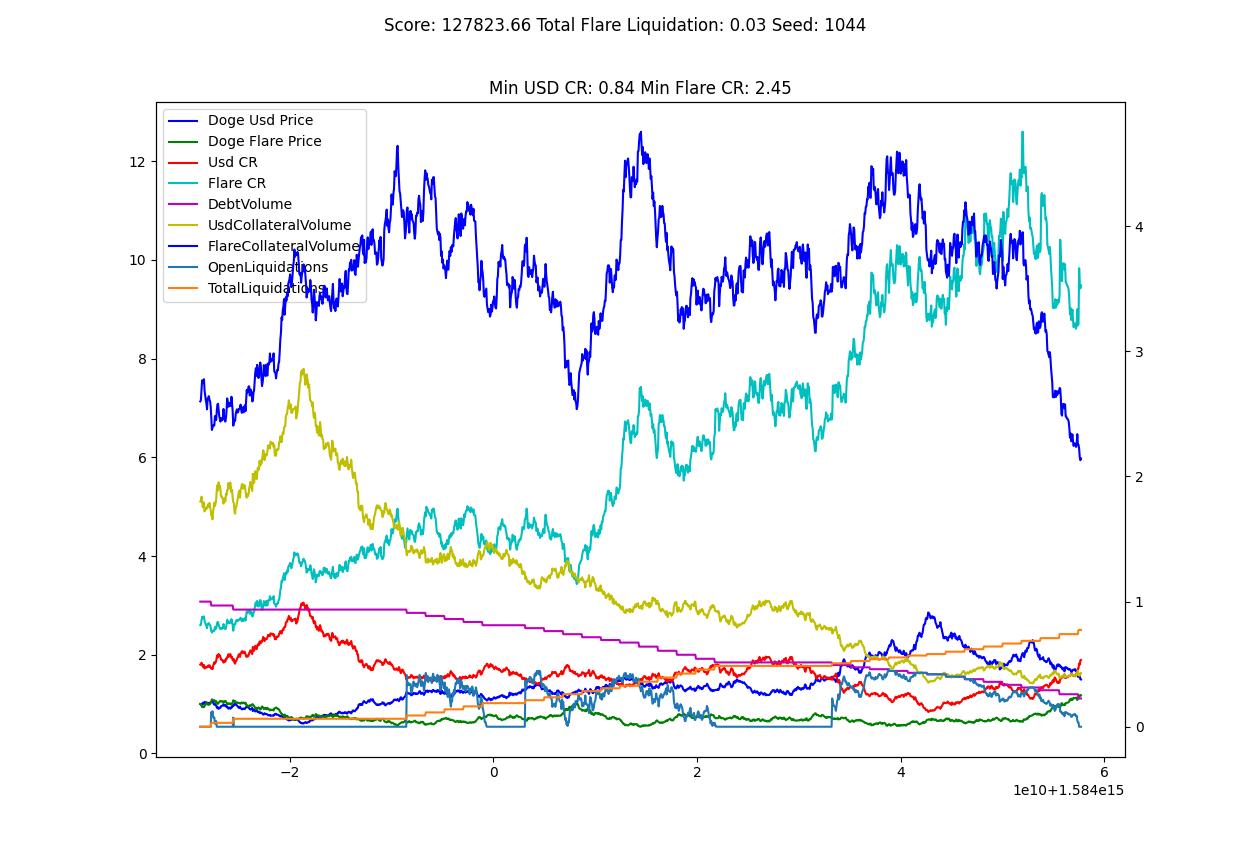 Score: 127823.66 Total Flare Liquidation: 0.03 Seed: 1044
Min USD CR: 0.84 Min Flare CR: 2.45
Doge Usd Price
Doge Flare Price
Usd CR
Flare CR
DebtVolume
UsdCollateralVolume
FlareCollateralVolume
OpenLiquidations
TotalLiquidations
12
10
8
6
4
2
0
4
3
2
1
0
−2
0
2
4
6
1e10+1.584e15